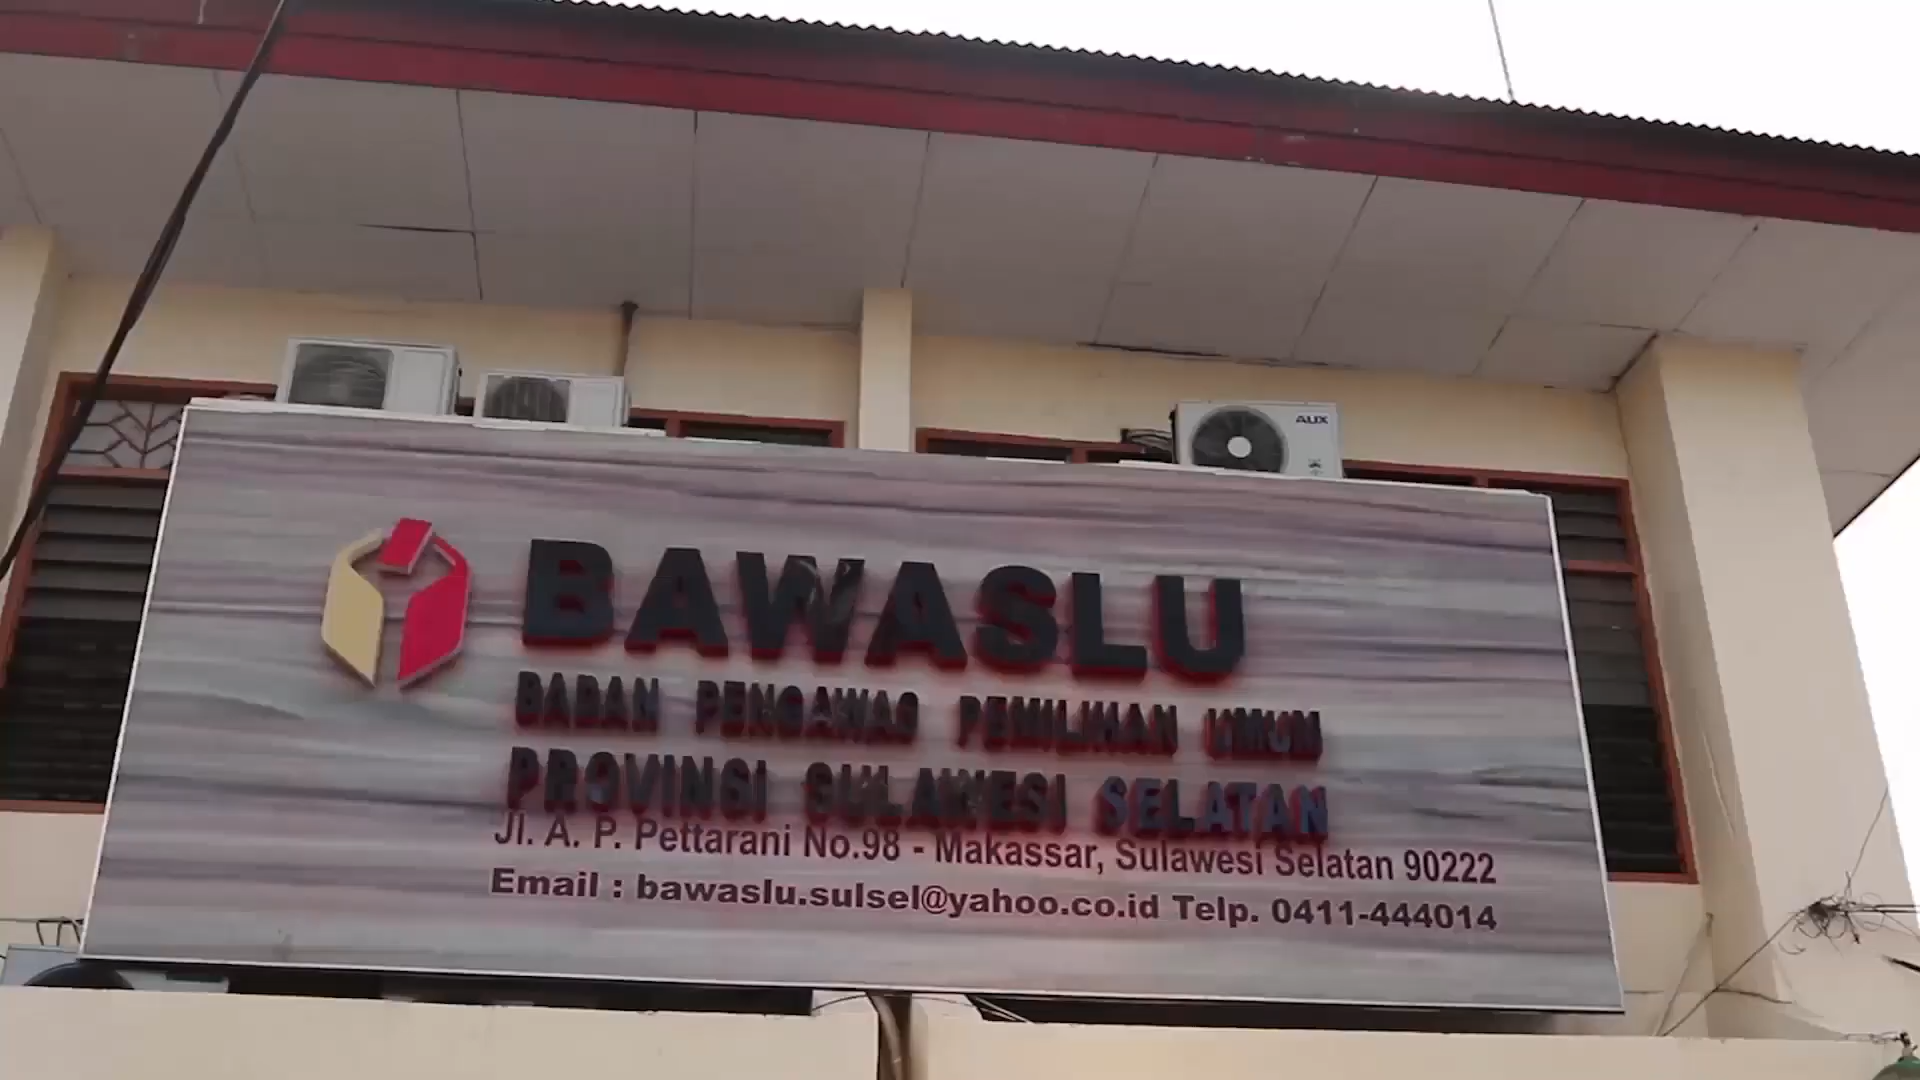 AUX
BAWASLU
BADAN PENGAWAS PEMILIHAN UMUM
PROVINSI SULAWESI SELATAN
Jl. A. P. Pettarani No.98 - Makassar, Sulawesi Selatan 90222
Email : bawaslu.sulsel@yahoo.co.id Telp. 0411-444014